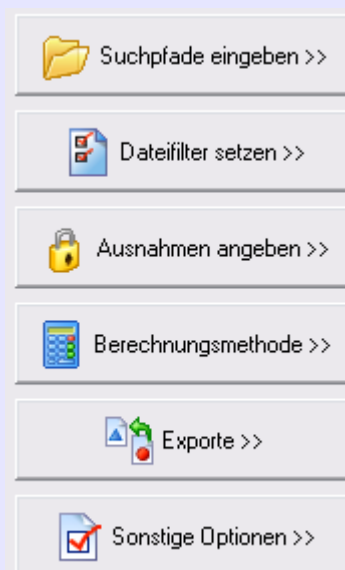 Suchpfade eingeben >>
Dateifilter setzen >>
Ausnahmen angeben >>
Berechnungsmethode >>
Exporte >>
Sonstige Optionen >>